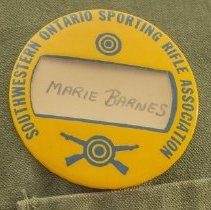 SOUTHWESTERN ONTARIO SPORTING RIFLE ASSOCIATION
MARIE BARNES